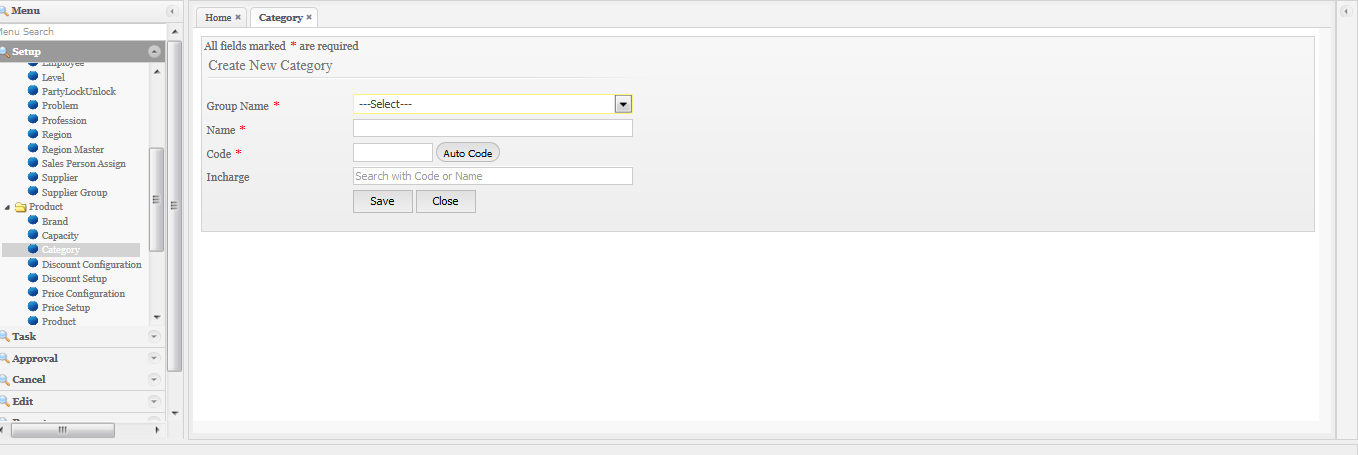 Menu
Menu Search
Setup
Employee
Level
PartyLockUnlock
Problem
Profession
Region
Region Master
Sales Person Assign
Supplier
Supplier Group
Product
Brand
Capacity
Category
Discount Configuration
Discount Setup
Price Configuration
Price Setup
Product
Task
Approval
Cancel
Edit
Home
Category
All fields marked * are required
Create New Category
Group Name * ---Select---
Name *
Code * Auto Code
Incharge Search with Code or Name
Save Close